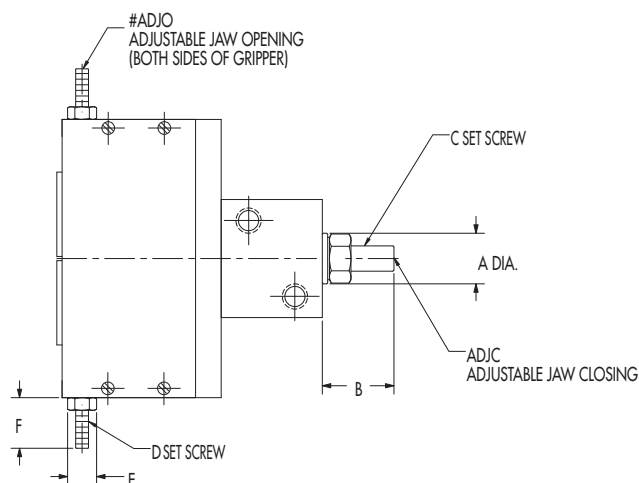 #ADJO
ADJUSTABLE JAW OPENING
(BOTH SIDES OF GRIPPER)
C SET SCREW
A DIA.
ADJC
ADJUSTABLE JAW CLOSING
B
F
D SET SCREW
E